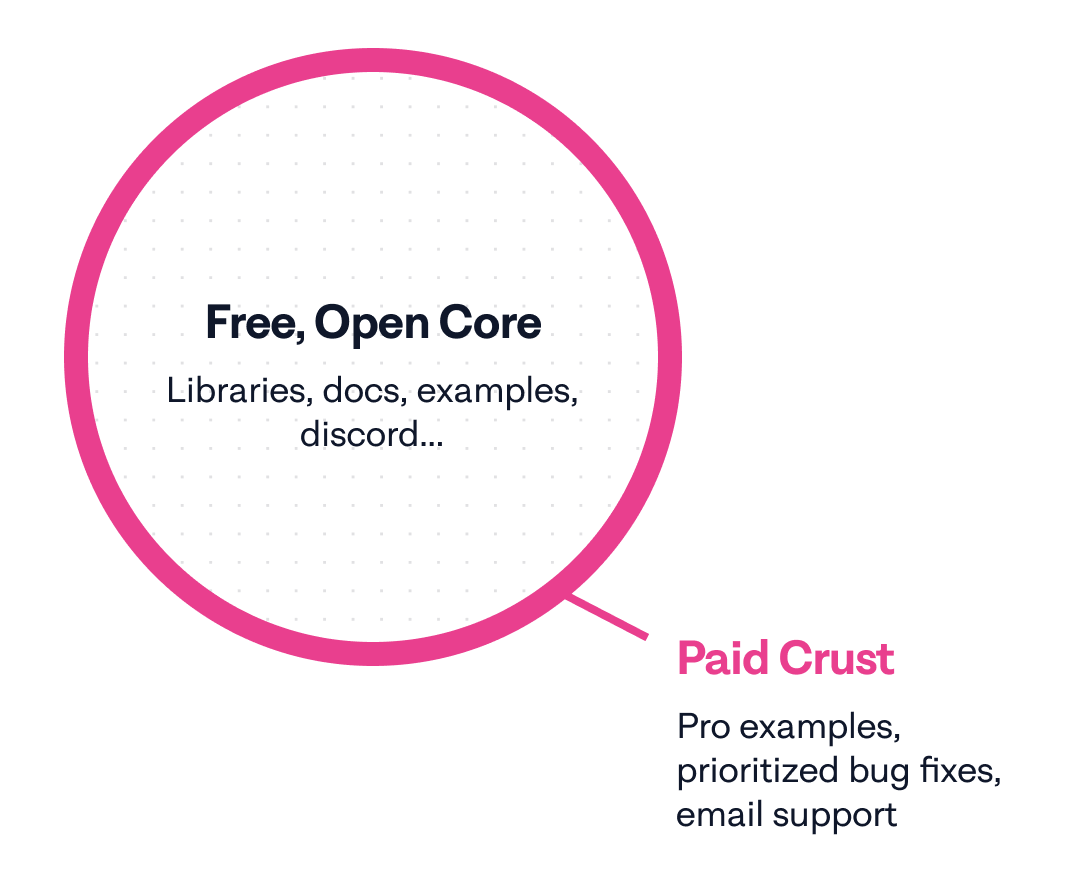 Free, Open Core
Libraries, docs, examples,
discord...
Paid Crust
Pro examples,
prioritized bug fixes,
email support